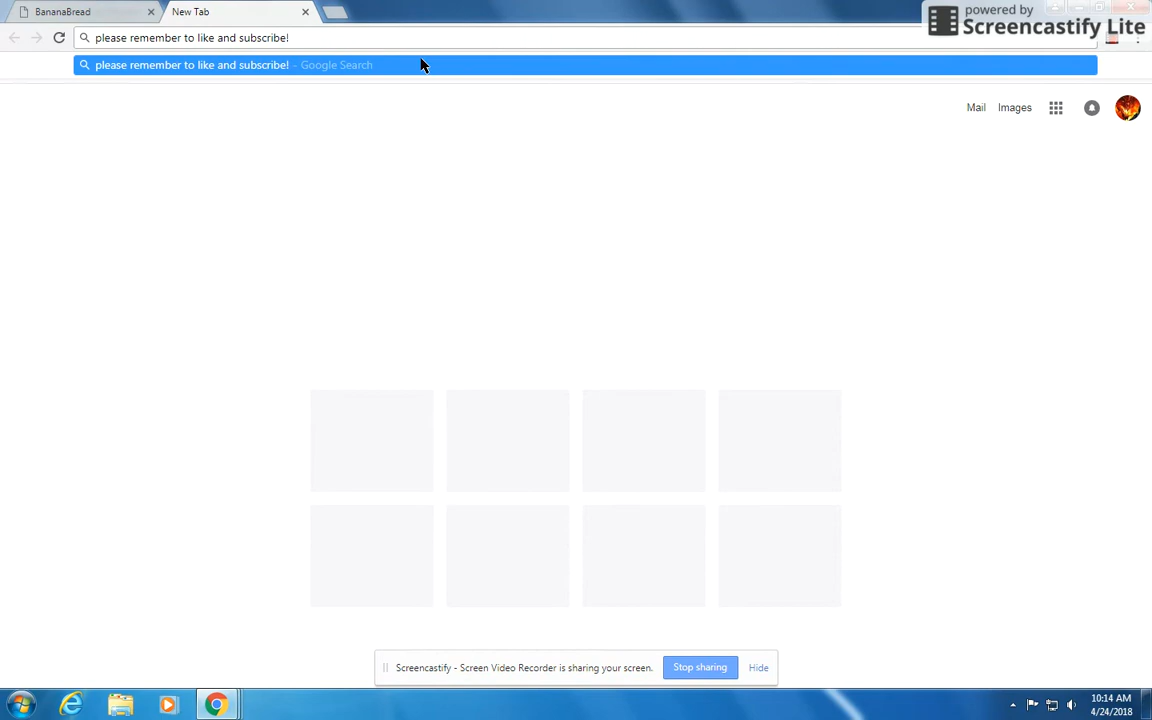 BananaBread
New Tab
powered by
Screencastify Lite
please remember to like and subscribe!
please remember to like and subscribe! - Google Search
Mail Images
Screencastify - Screen Video Recorder is sharing your screen. Stop sharing Hide
10:14 AM
4/24/2018